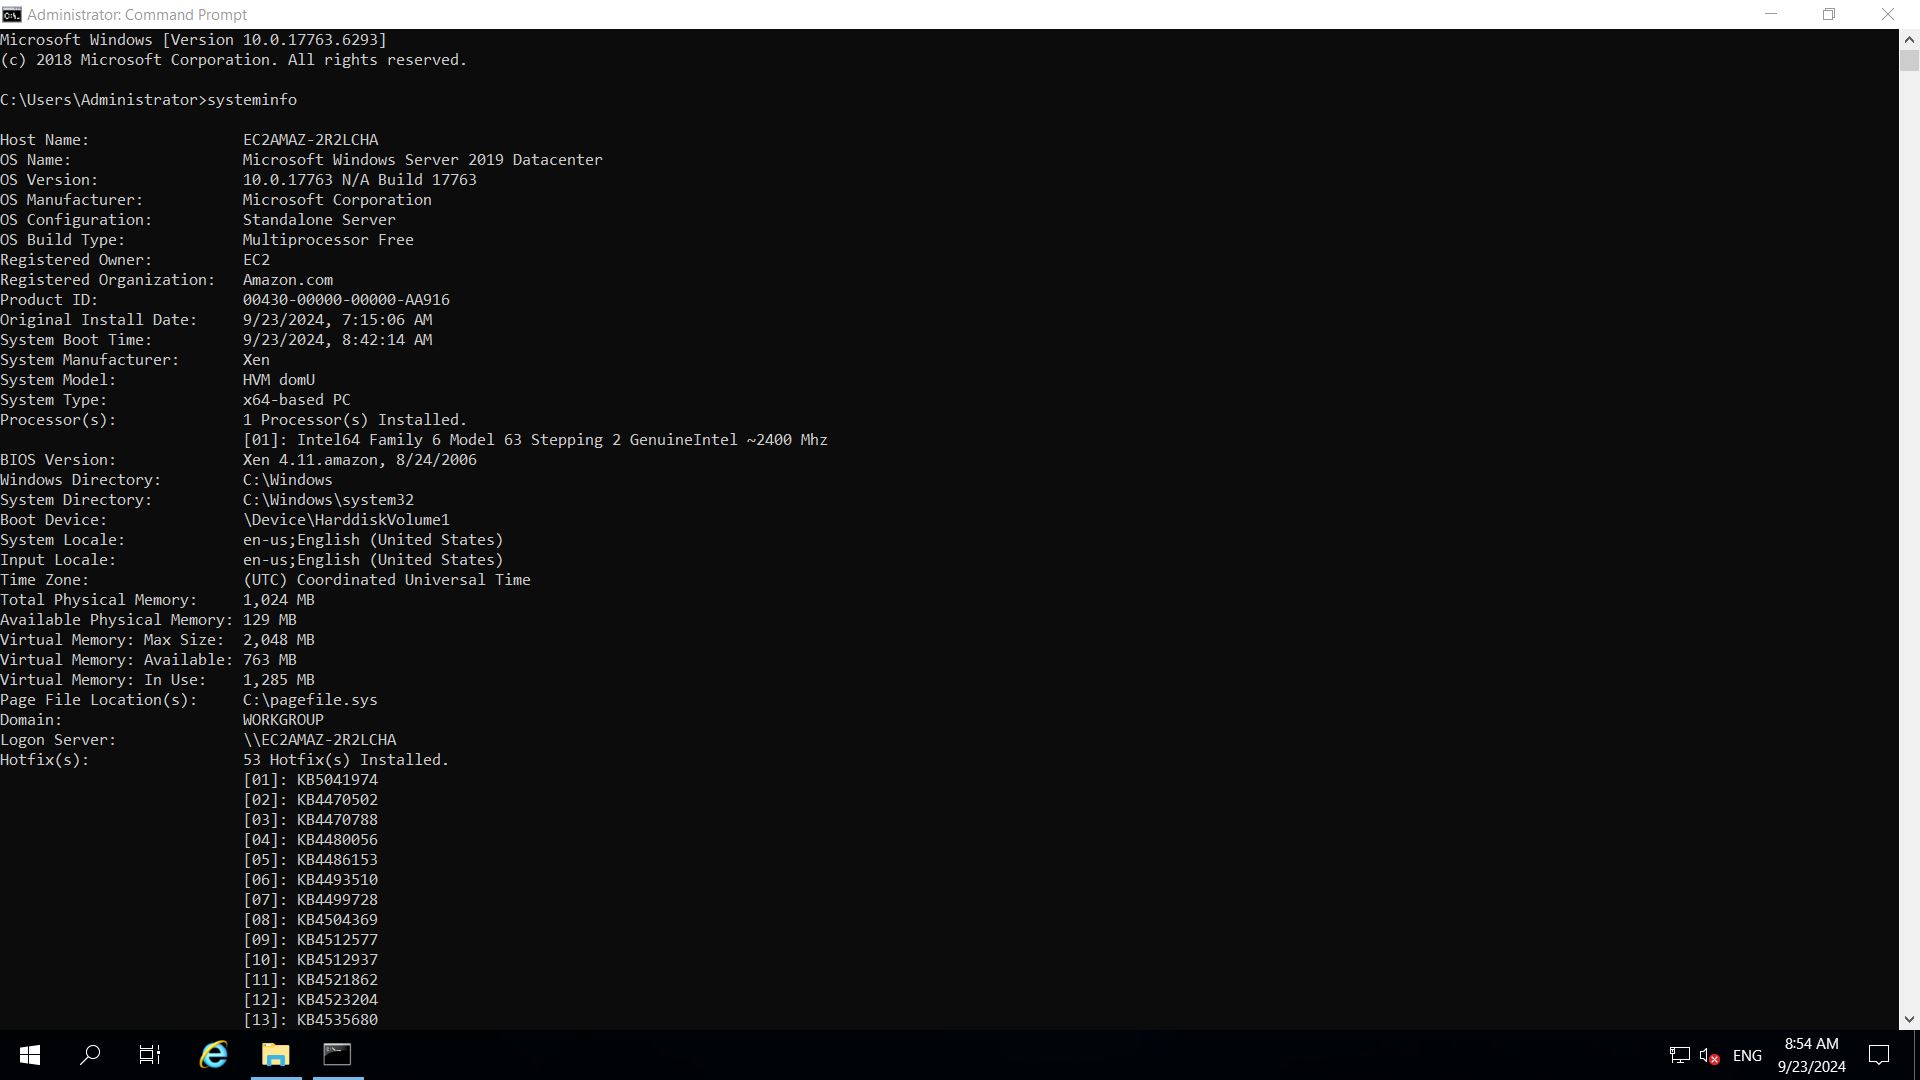 Administrator: Command Prompt
Microsoft Windows [Version 10.0.17763.6293]
(c) 2018 Microsoft Corporation. All rights reserved.
C:\Users\Administrator>systeminfo
Host Name: EC2AMAZ-2R2LCHA
OS Name: Microsoft Windows Server 2019 Datacenter
OS Version: 10.0.17763 N/A Build 17763
OS Manufacturer: Microsoft Corporation
OS Configuration: Standalone Server
OS Build Type: Multiprocessor Free
Registered Owner: EC2
Registered Organization: Amazon.com
Product ID: 00430-00000-00000-AA916
Original Install Date: 9/23/2024, 7:15:06 AM
System Boot Time: 9/23/2024, 8:42:14 AM
System Manufacturer: Xen
System Model: HVM domU
System Type: x64-based PC
Processor(s): 1 Processor(s) Installed.
[01]: Intel64 Family 6 Model 63 Stepping 2 GenuineIntel ~2400 Mhz
BIOS Version: Xen 4.11.amazon, 8/24/2006
Windows Directory: C:\Windows
System Directory: C:\Windows\system32
Boot Device: \Device\HarddiskVolume1
System Locale: en-us;English (United States)
Input Locale: en-us;English (United States)
Time Zone: (UTC) Coordinated Universal Time
Total Physical Memory: 1,024 MB
Available Physical Memory: 129 MB
Virtual Memory: Max Size: 2,048 MB
Virtual Memory: Available: 763 MB
Virtual Memory: In Use: 1,285 MB
Page File Location(s): C:\pagefile.sys
Domain: WORKGROUP
Logon Server: \\EC2AMAZ-2R2LCHA
Hotfix(s): 53 Hotfix(s) Installed.
[01]: KB5041974
[02]: KB4470502
[03]: KB4470788
[04]: KB4480056
[05]: KB4486153
[06]: KB4493510
[07]: KB4499728
[08]: KB4504369
[09]: KB4512577
[10]: KB4512937
[11]: KB4521862
[12]: KB4523204
[13]: KB4535680
ENG
8:54 AM
9/23/2024